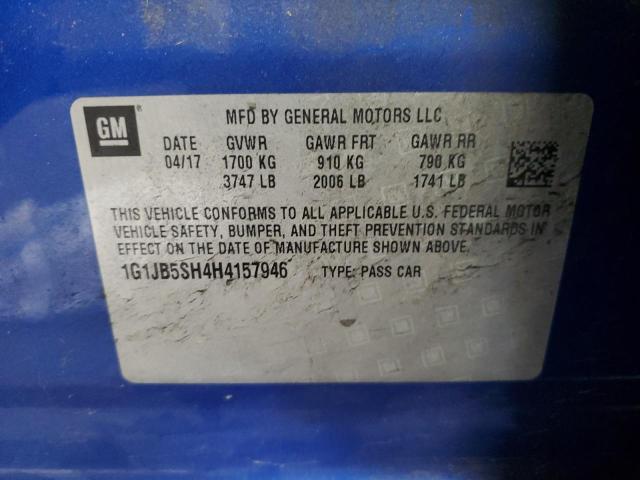 GM ® MFD BY GENERAL MOTORS LLC
DATE GVWR GAWR FRT GAWR RR
04/17 1700 KG 910 KG 790 KG
3747 LB 2006 LB 1741 LB
THIS VEHICLE CONFORMS TO ALL APPLICABLE U.S. FEDERAL MOTOR
VEHICLE SAFETY, BUMPER, AND THEFT PREVENTION STANDARDS IN
EFFECT ON THE DATE OF MANUFACTURE SHOWN ABOVE.
1G1JB5SH4H4157946 TYPE: PASS CAR